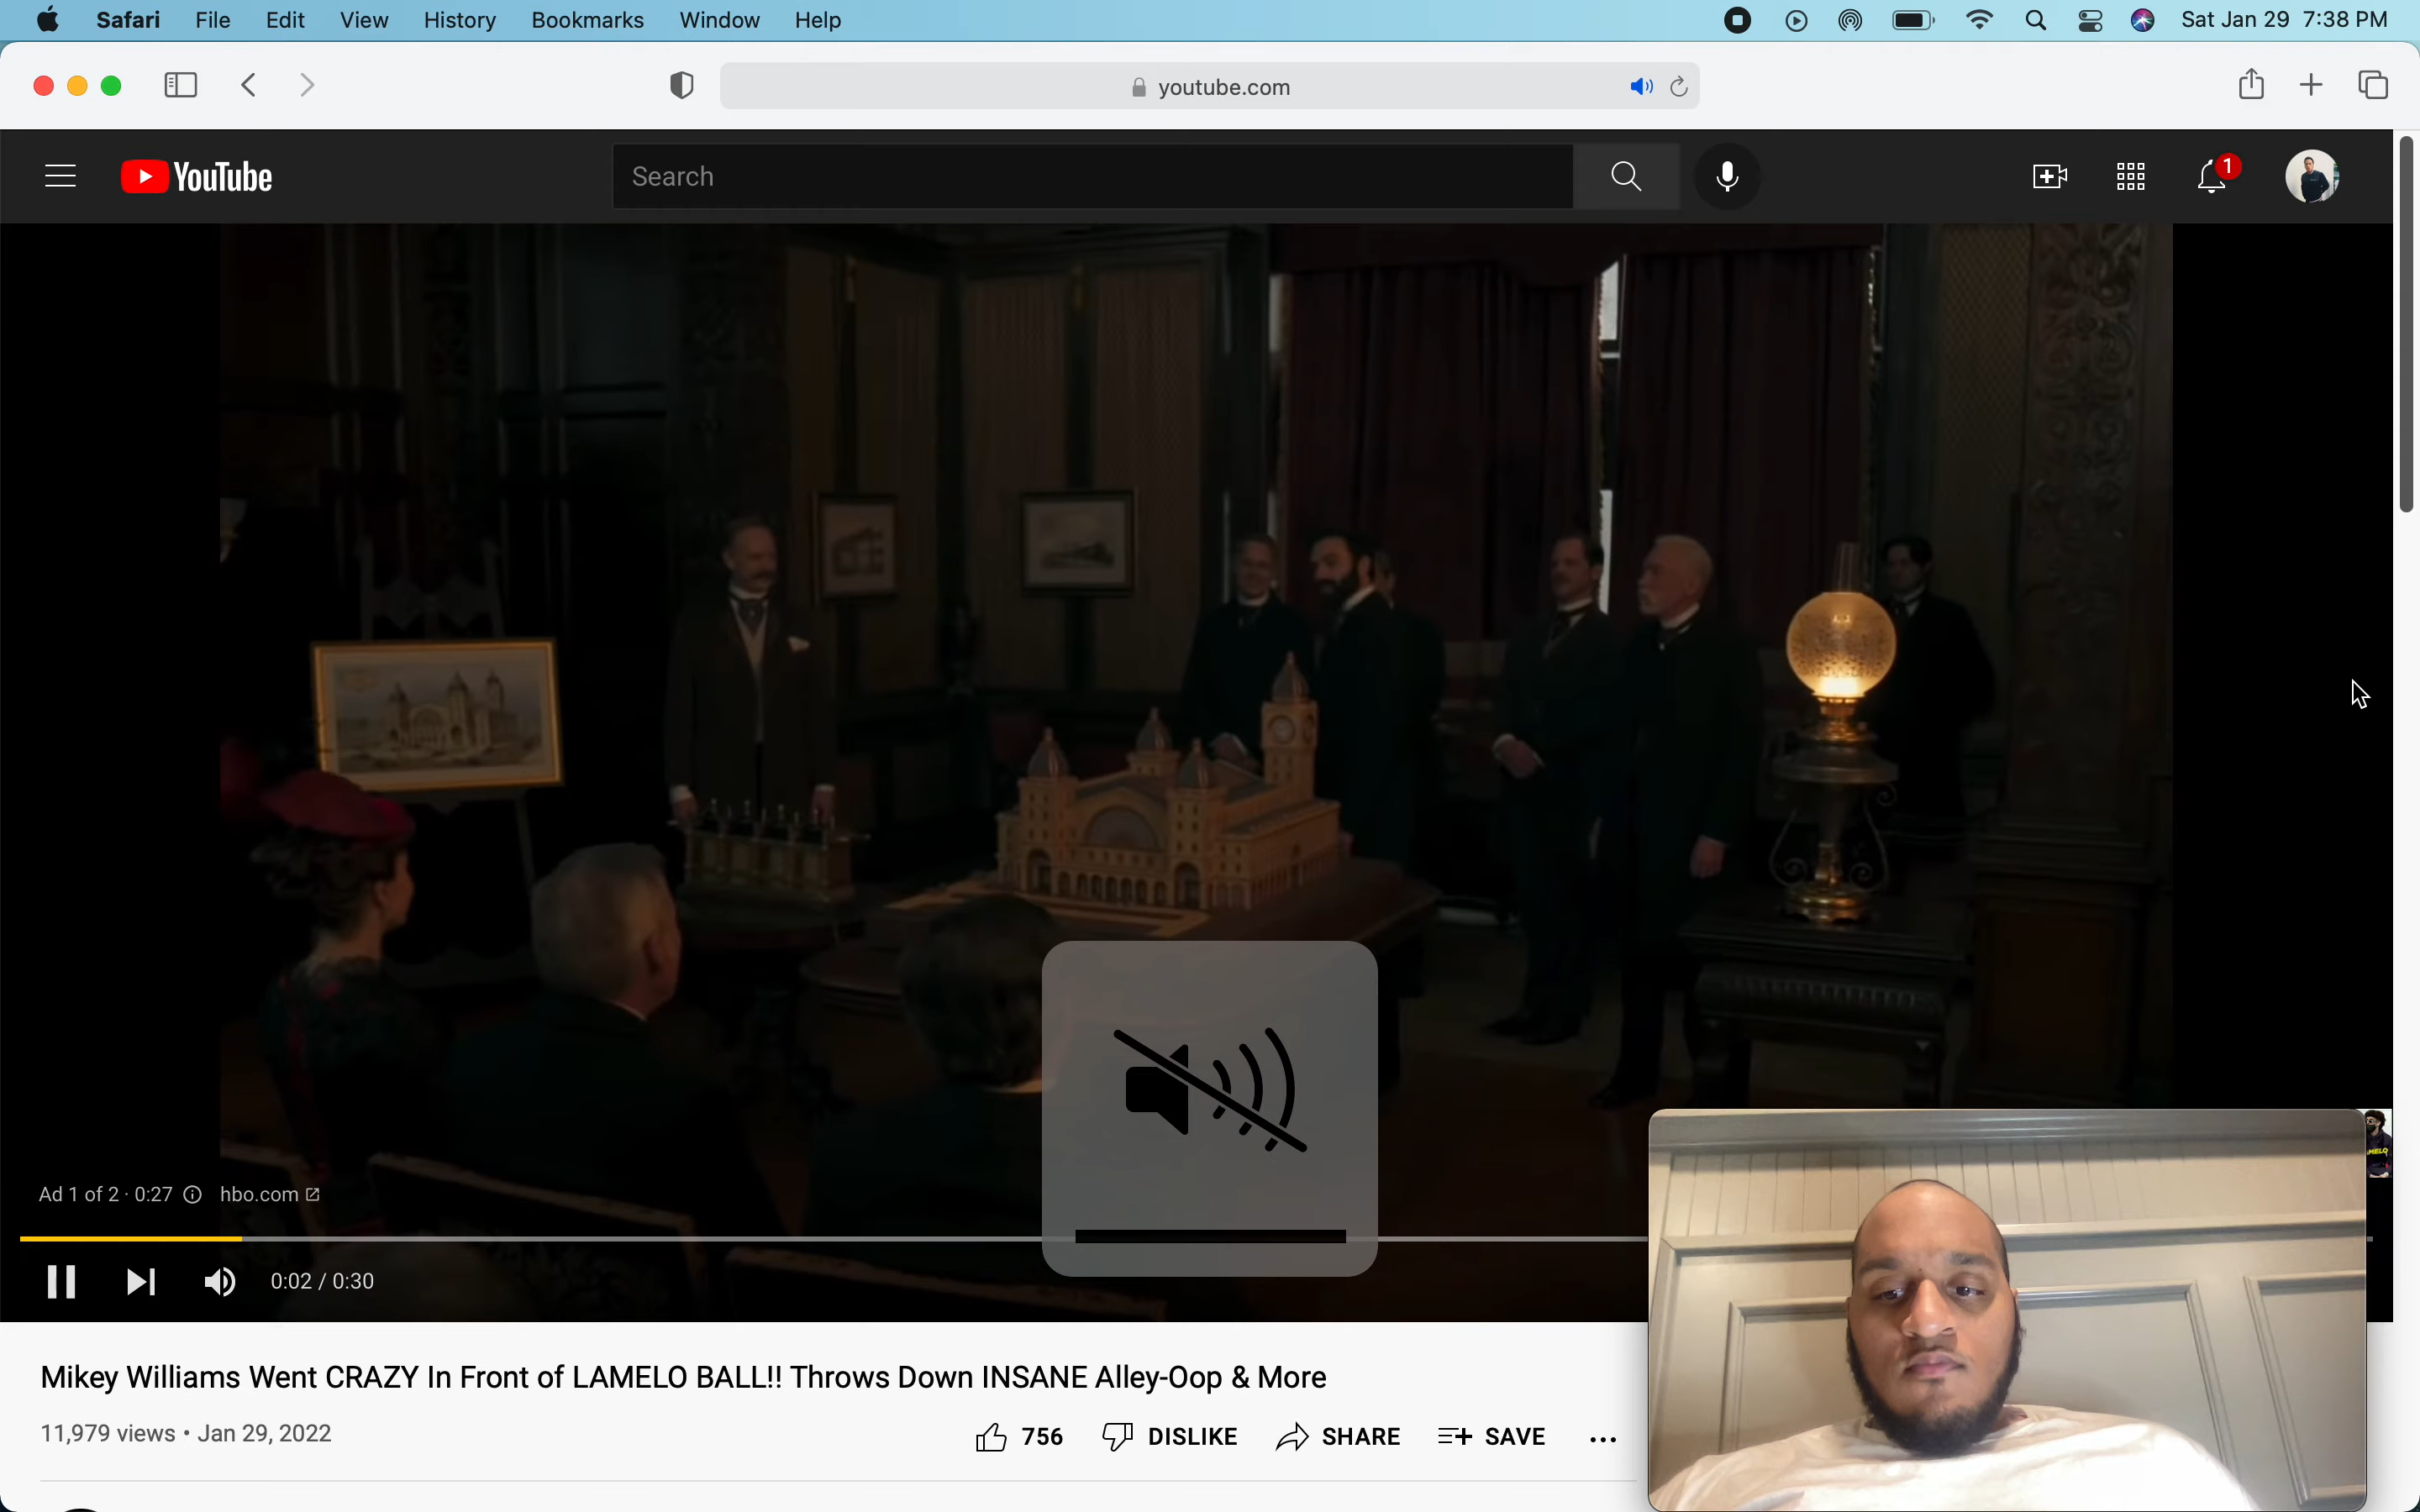 Safari File Edit View History Bookmarks Window Help Sat Jan 29 7:38 PM
youtube.com
YouTube Search 1
MELO
Ad 1 of 2 · 0:27 hbo.com
0:02 / 0:30
Mikey Williams Went CRAZY In Front of LAMELO BALL!! Throws Down INSANE Alley-Oop & More
11,979 views • Jan 29, 2022 756 DISLIKE SHARE SAVE